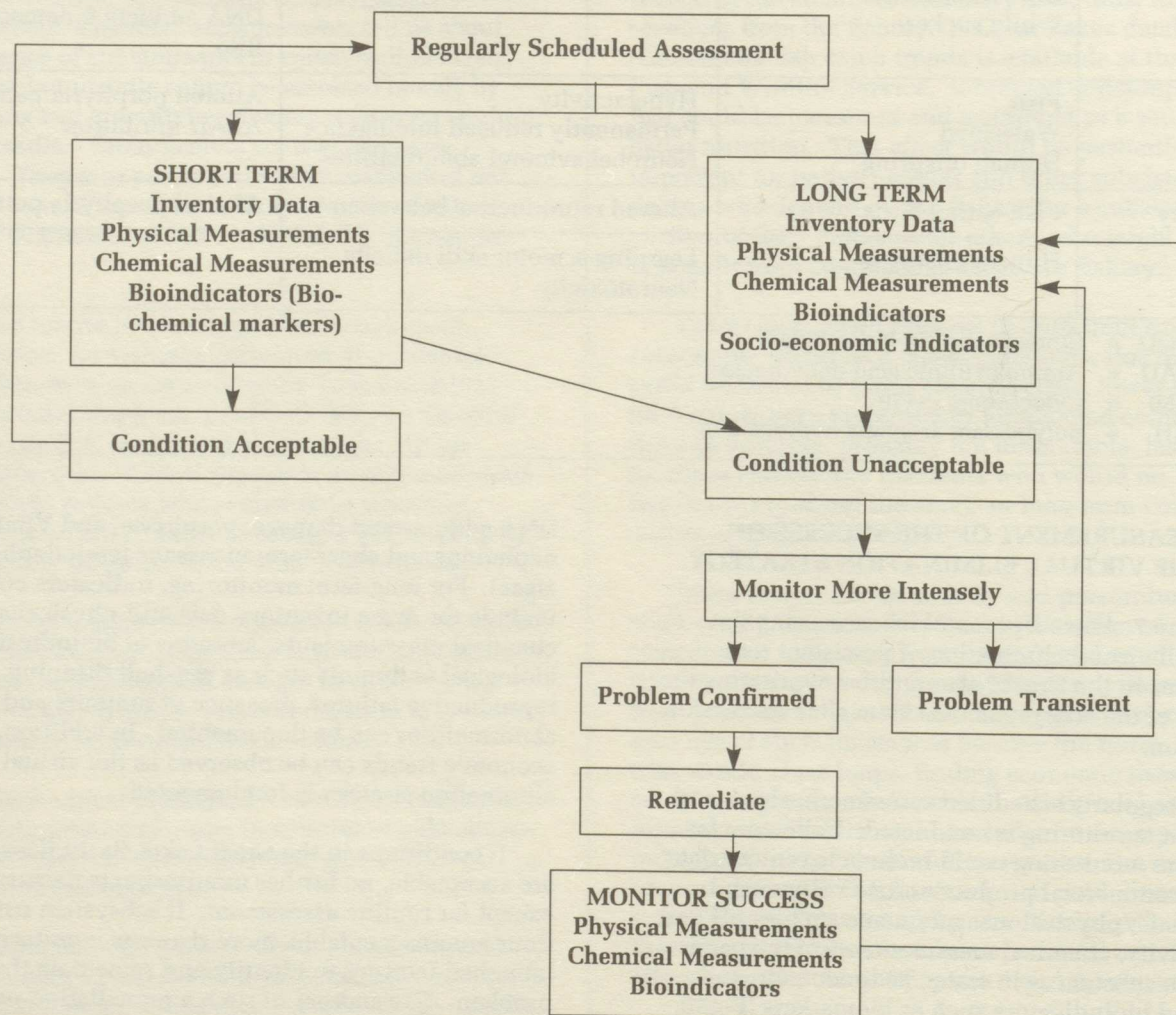 Regularly Scheduled Assessment
SHORT TERM
Inventory Data
Physical Measurements
Chemical Measurements
Bioindicators (Bio-
chemical markers)
LONG TERM
Inventory Data
Physical Measurements
Chemical Measurements
Bioindicators
Socio-economic Indicators
Condition Acceptable
Condition Unacceptable
Monitor More Intensely
Problem Confirmed
Problem Transient
Remediate
MONITOR SUCCESS
Physical Measurements
Chemical Measurements
Bioindicators